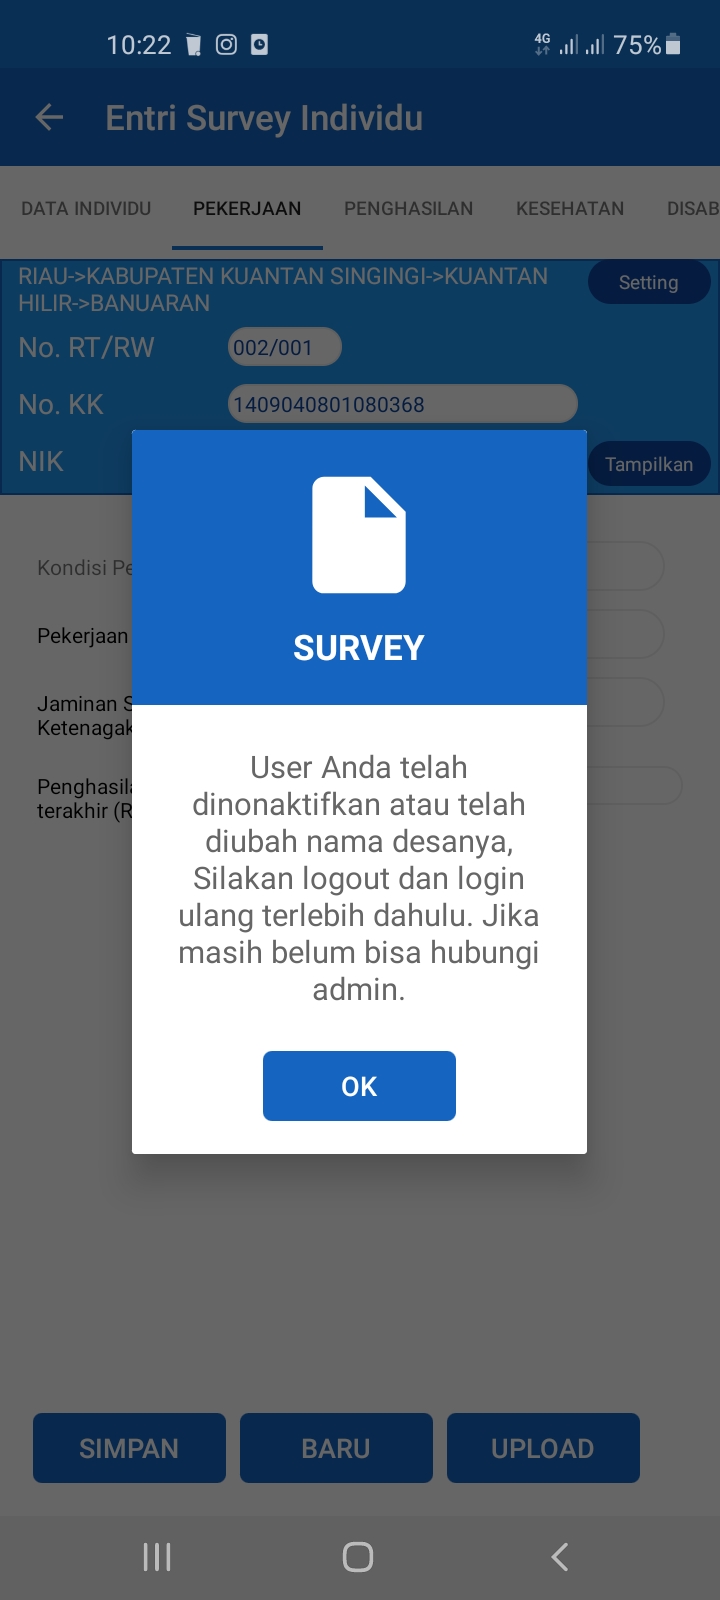 10:22
4G
75%
Entri Survey Individu
DATA INDIVIDU PEKERJAAN PENGHASILAN KESEHATAN DISAB
RIAU->KABUPATEN KUANTAN SINGINGI->KUANTAN
HILIR->BANUARAN
Setting
No. RT/RW 002/001
No. KK 1409040801080368
NIK
Tampilkan
Kondisi Pe
Pekerjaan
Jaminan S
Ketenagak
Penghasila
terakhir (R
SURVEY
User Anda telah
dinonaktifkan atau telah
diubah nama desanya,
Silakan logout dan login
ulang terlebih dahulu. Jika
masih belum bisa hubungi
admin.
OK
SIMPAN BARU UPLOAD